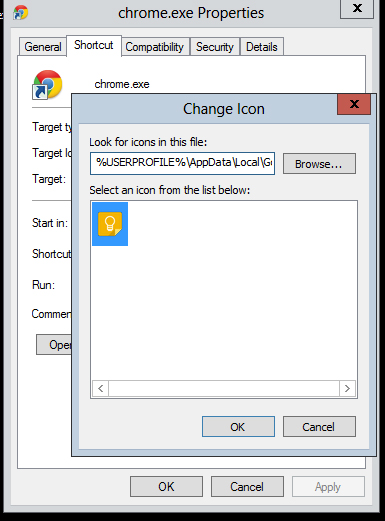 chrome.exe Properties
x
General Shortcut Compatibility Security Details
chrome.exe
Target ty
Target lo
Target:
Start in:
Shortcut
Run:
Commen
Oper
Change Icon
x
Look for icons in this file:
%USERPROFILE%\AppData\Local\Go
Browse...
Select an icon from the list below:
OK Cancel
OK Cancel Apply